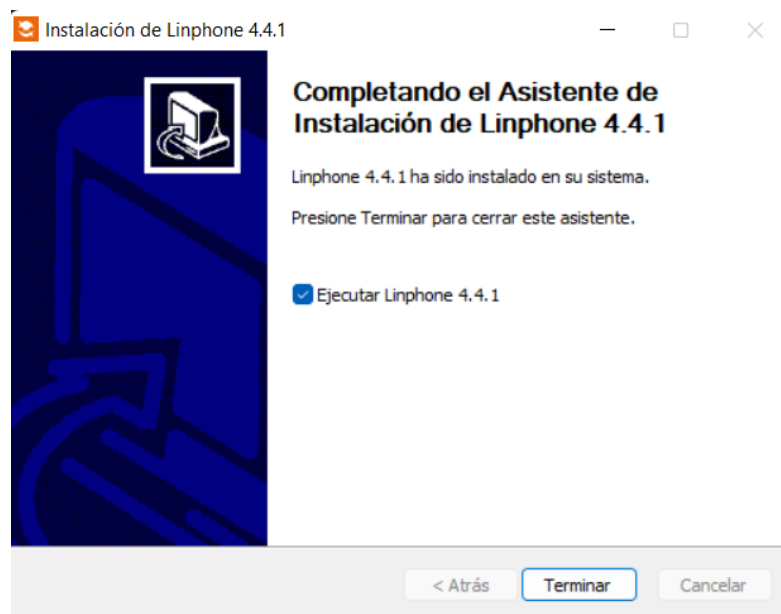 Instalación de Linphone 4.4.1
Completando el Asistente de
Instalación de Linphone 4.4.1
Linphone 4.4.1 ha sido instalado en su sistema.
Presione Terminar para cerrar este asistente.
Ejecutar Linphone 4.4.1
< Atrás
Terminar
Cancelar